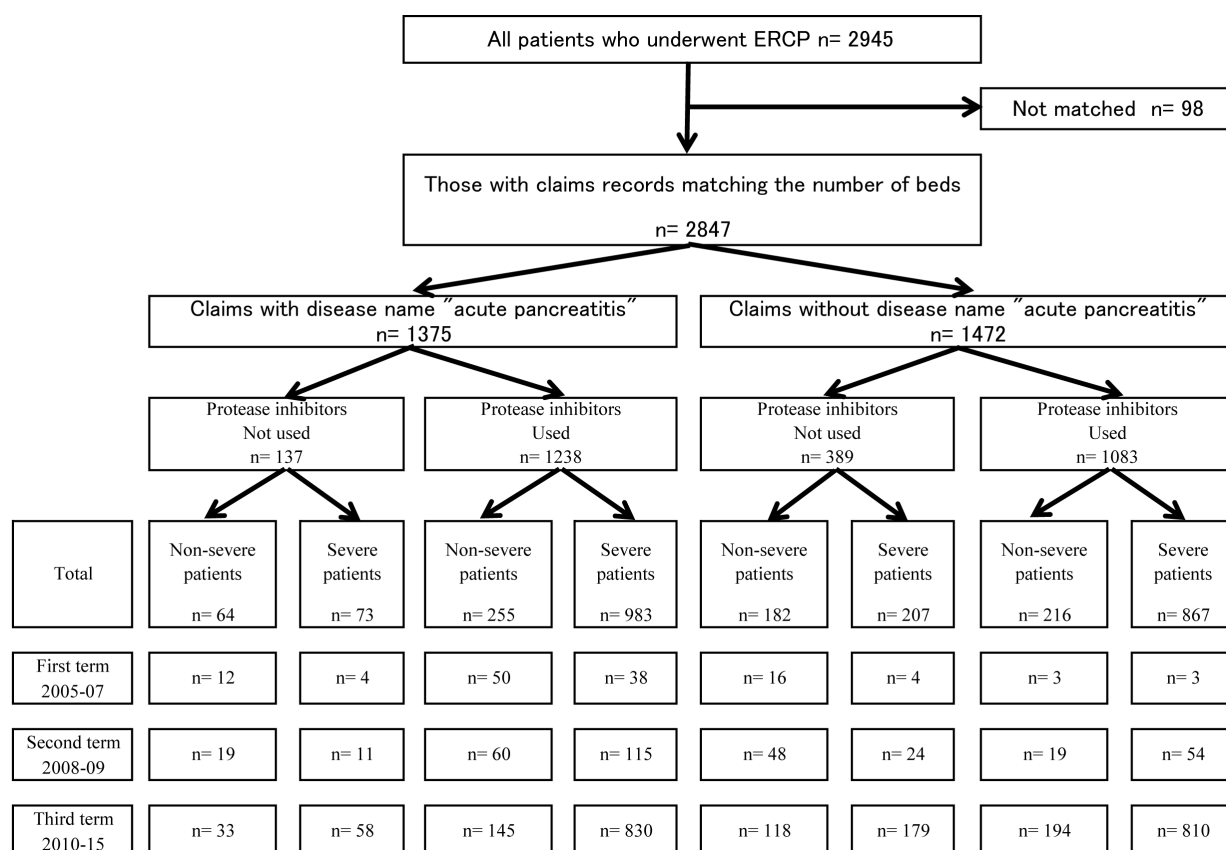 All patients who underwent ERCP n= 2945
Not matched n= 98
Those with claims records matching the number of beds
n= 2847
Claims with disease name "acute pancreatitis"
n= 1375
Claims without disease name "acute pancreatitis"
n= 1472
Protease inhibitors
Not used
n= 137
Protease inhibitors
Used
n= 1238
Protease inhibitors
Not used
n= 389
Protease inhibitors
Used
n= 1083
Total
Non-severe
patients
n= 64
Severe
patients
n= 73
Non-severe
patients
n= 255
Severe
patients
n= 983
Non-severe
patients
n= 182
Severe
patients
n= 207
Non-severe
patients
n= 216
Severe
patients
n= 867
First term
2005-07
n= 12
n= 4
n= 50
n= 38
n= 16
n= 4
n= 3
n= 3
Second term
2008-09
n= 19
n= 11
n= 60
n= 115
n= 48
n= 24
n= 19
n= 54
Third term
2010-15
n= 33
n= 58
n= 145
n= 830
n= 118
n= 179
n= 194
n= 810